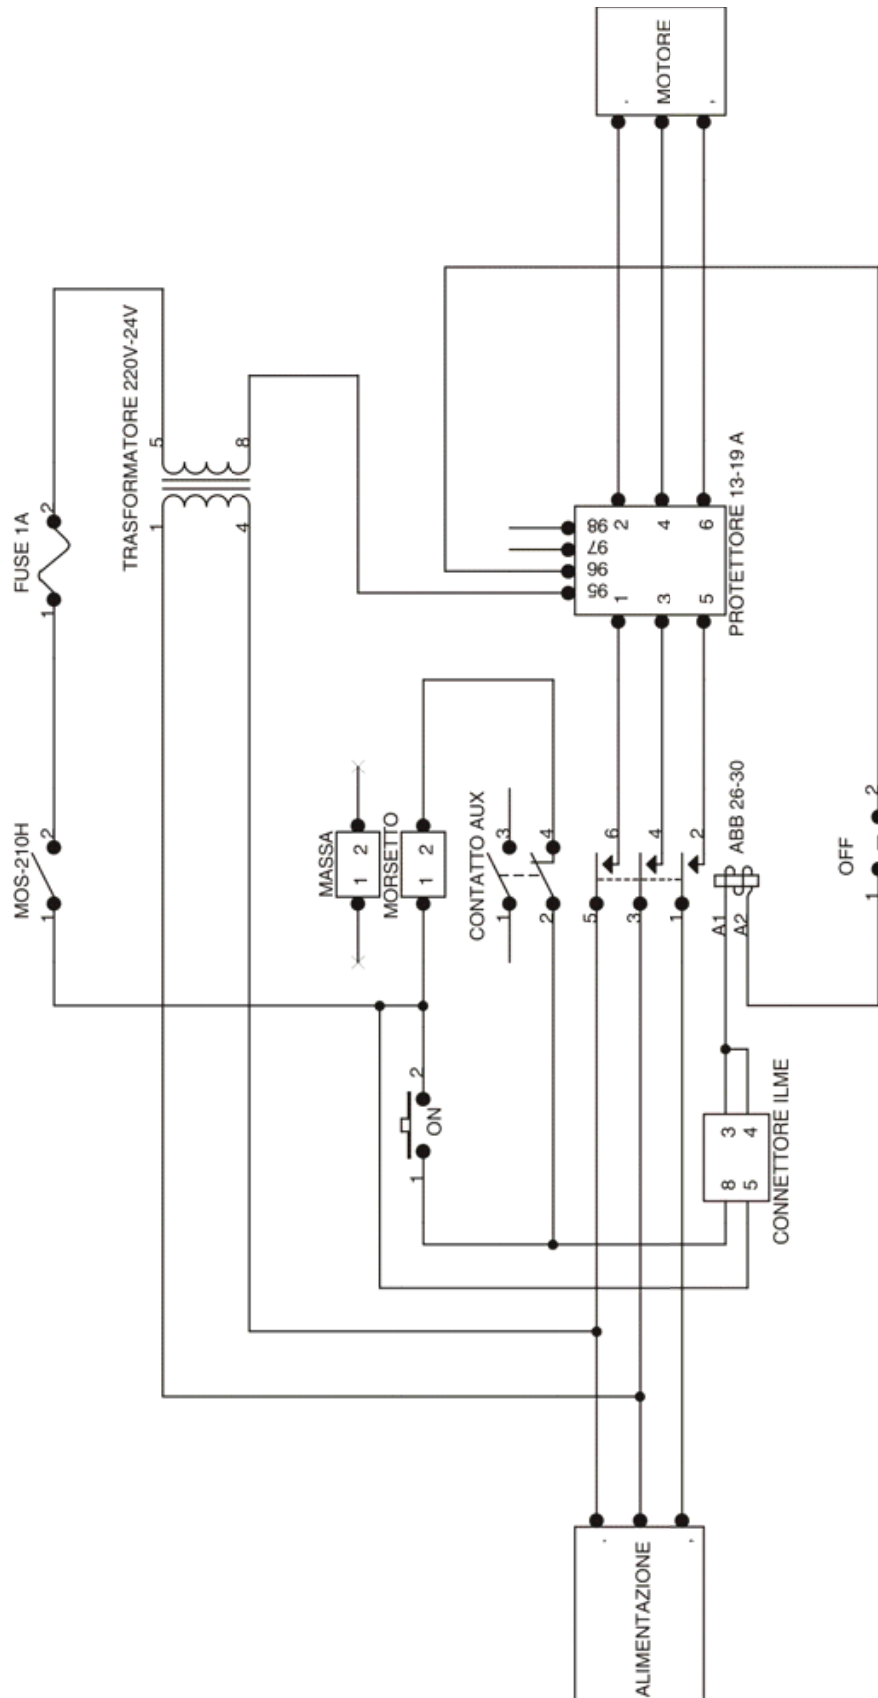 MOTORE
TRASFORMATORE 220V-24V
5
8
1
4
FUSE 1A
2
1
98
97
96
95
2
4
6
1
3
5
PROTETTORE 13-19 A
MOS-210H
2
1
MASSA
1 2
MORSETTO
1 2
CONTATTO AUX
3
4
1
2
6
4
2
5
3
1
ABB 26-30
A1
A2
OFF
2
1
ON
2
1
3
4
8
5
CONNETTORE ILME
ALIMENTAZIONE